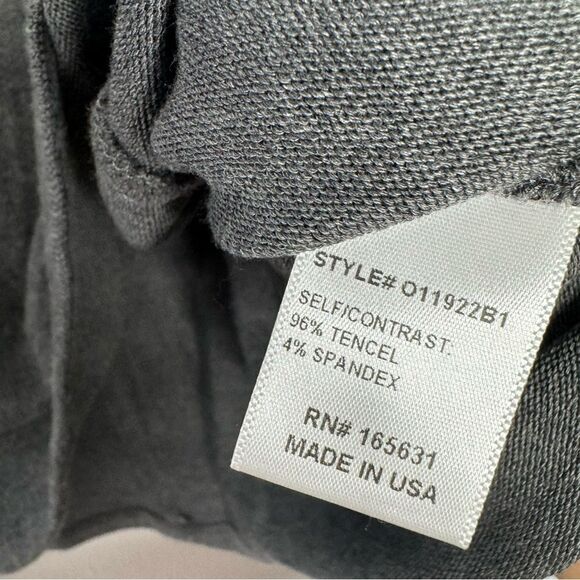 STYLE# O11922B1
SELF/CONTRAST:
96% TENCEL
4% SPANDEX
RN# 165631
MADE IN USA